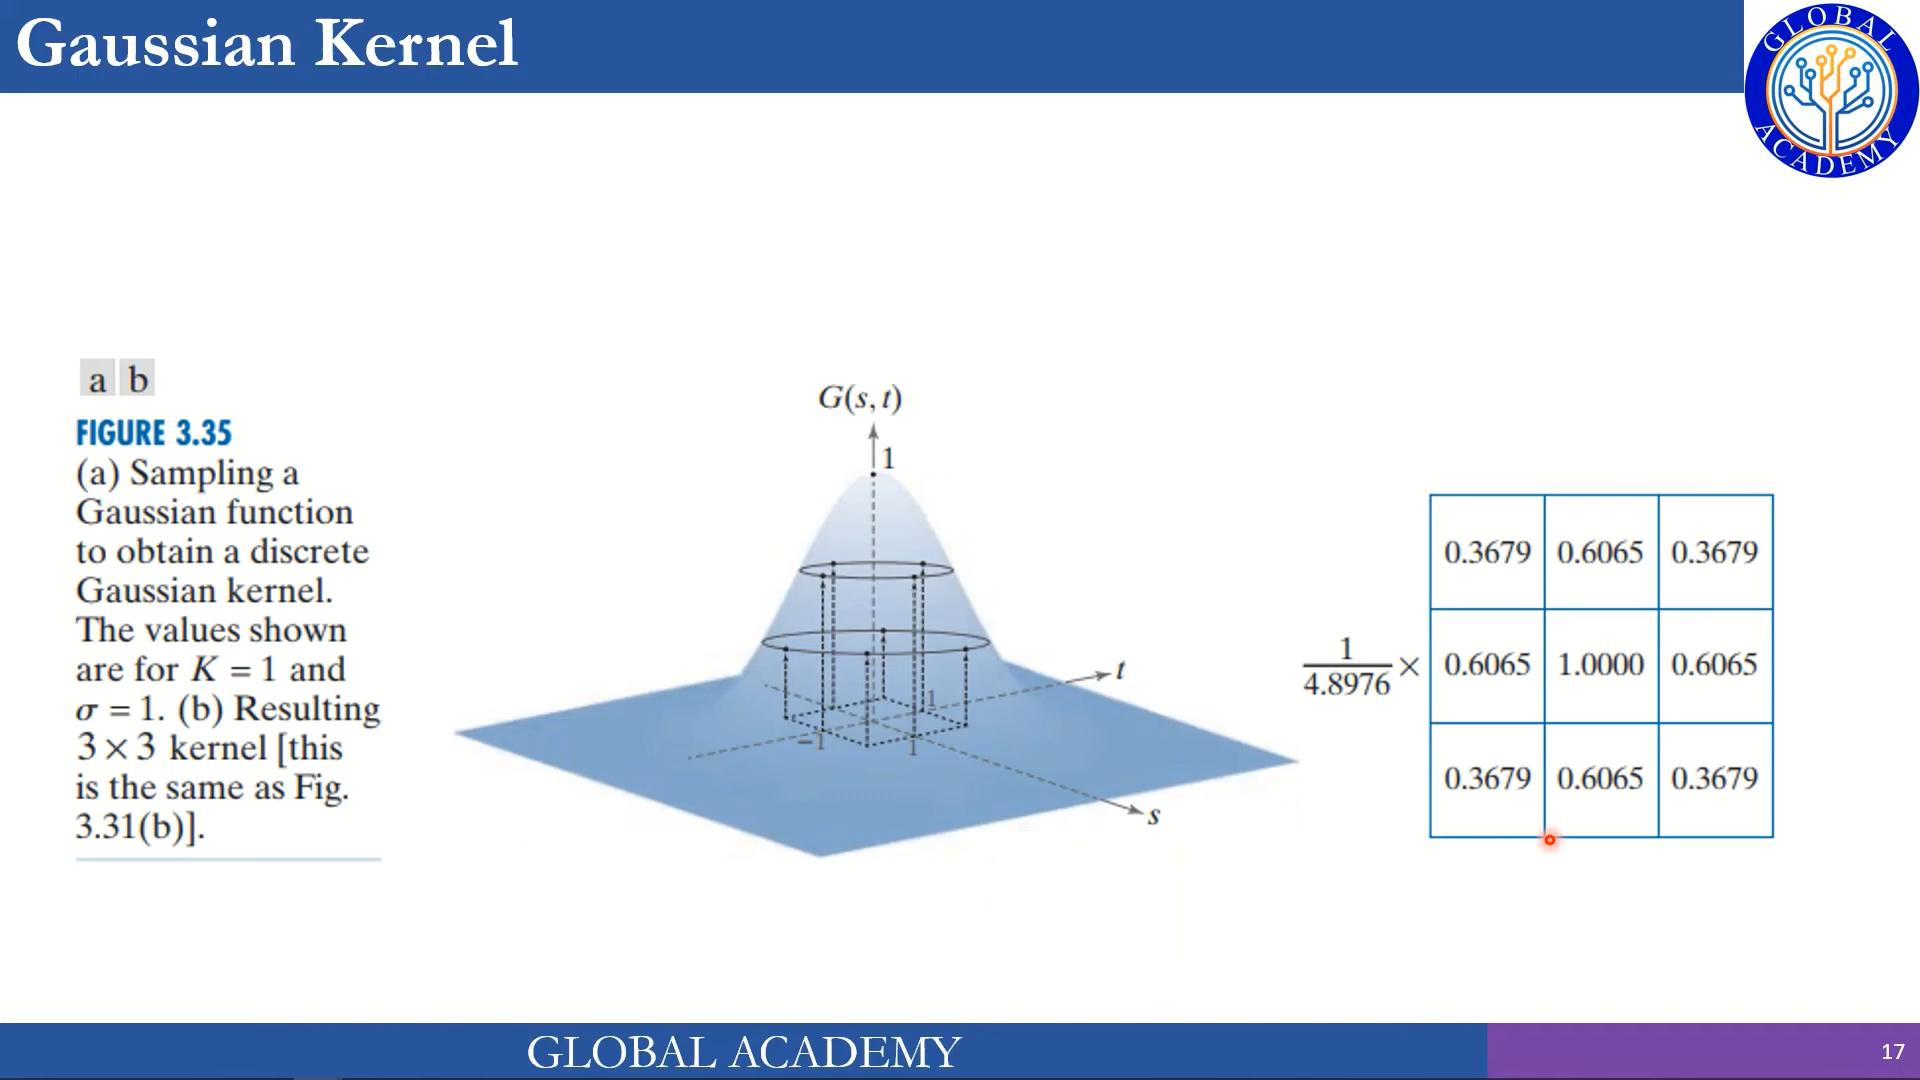 Gaussian Kernel
GLOBAL
ACADEMY
a b
FIGURE 3.35
(a) Sampling a
Gaussian function
to obtain a discrete
Gaussian kernel.
The values shown
are for K = 1 and
σ = 1. (b) Resulting
3 × 3 kernel [this
is the same as Fig.
3.31(b)].
G(s, t)
1
t
1
−1
1
s
1
4.8976
×
0.3679 0.6065 0.3679
0.6065 1.0000 0.6065
0.3679 0.6065 0.3679
GLOBAL ACADEMY
17